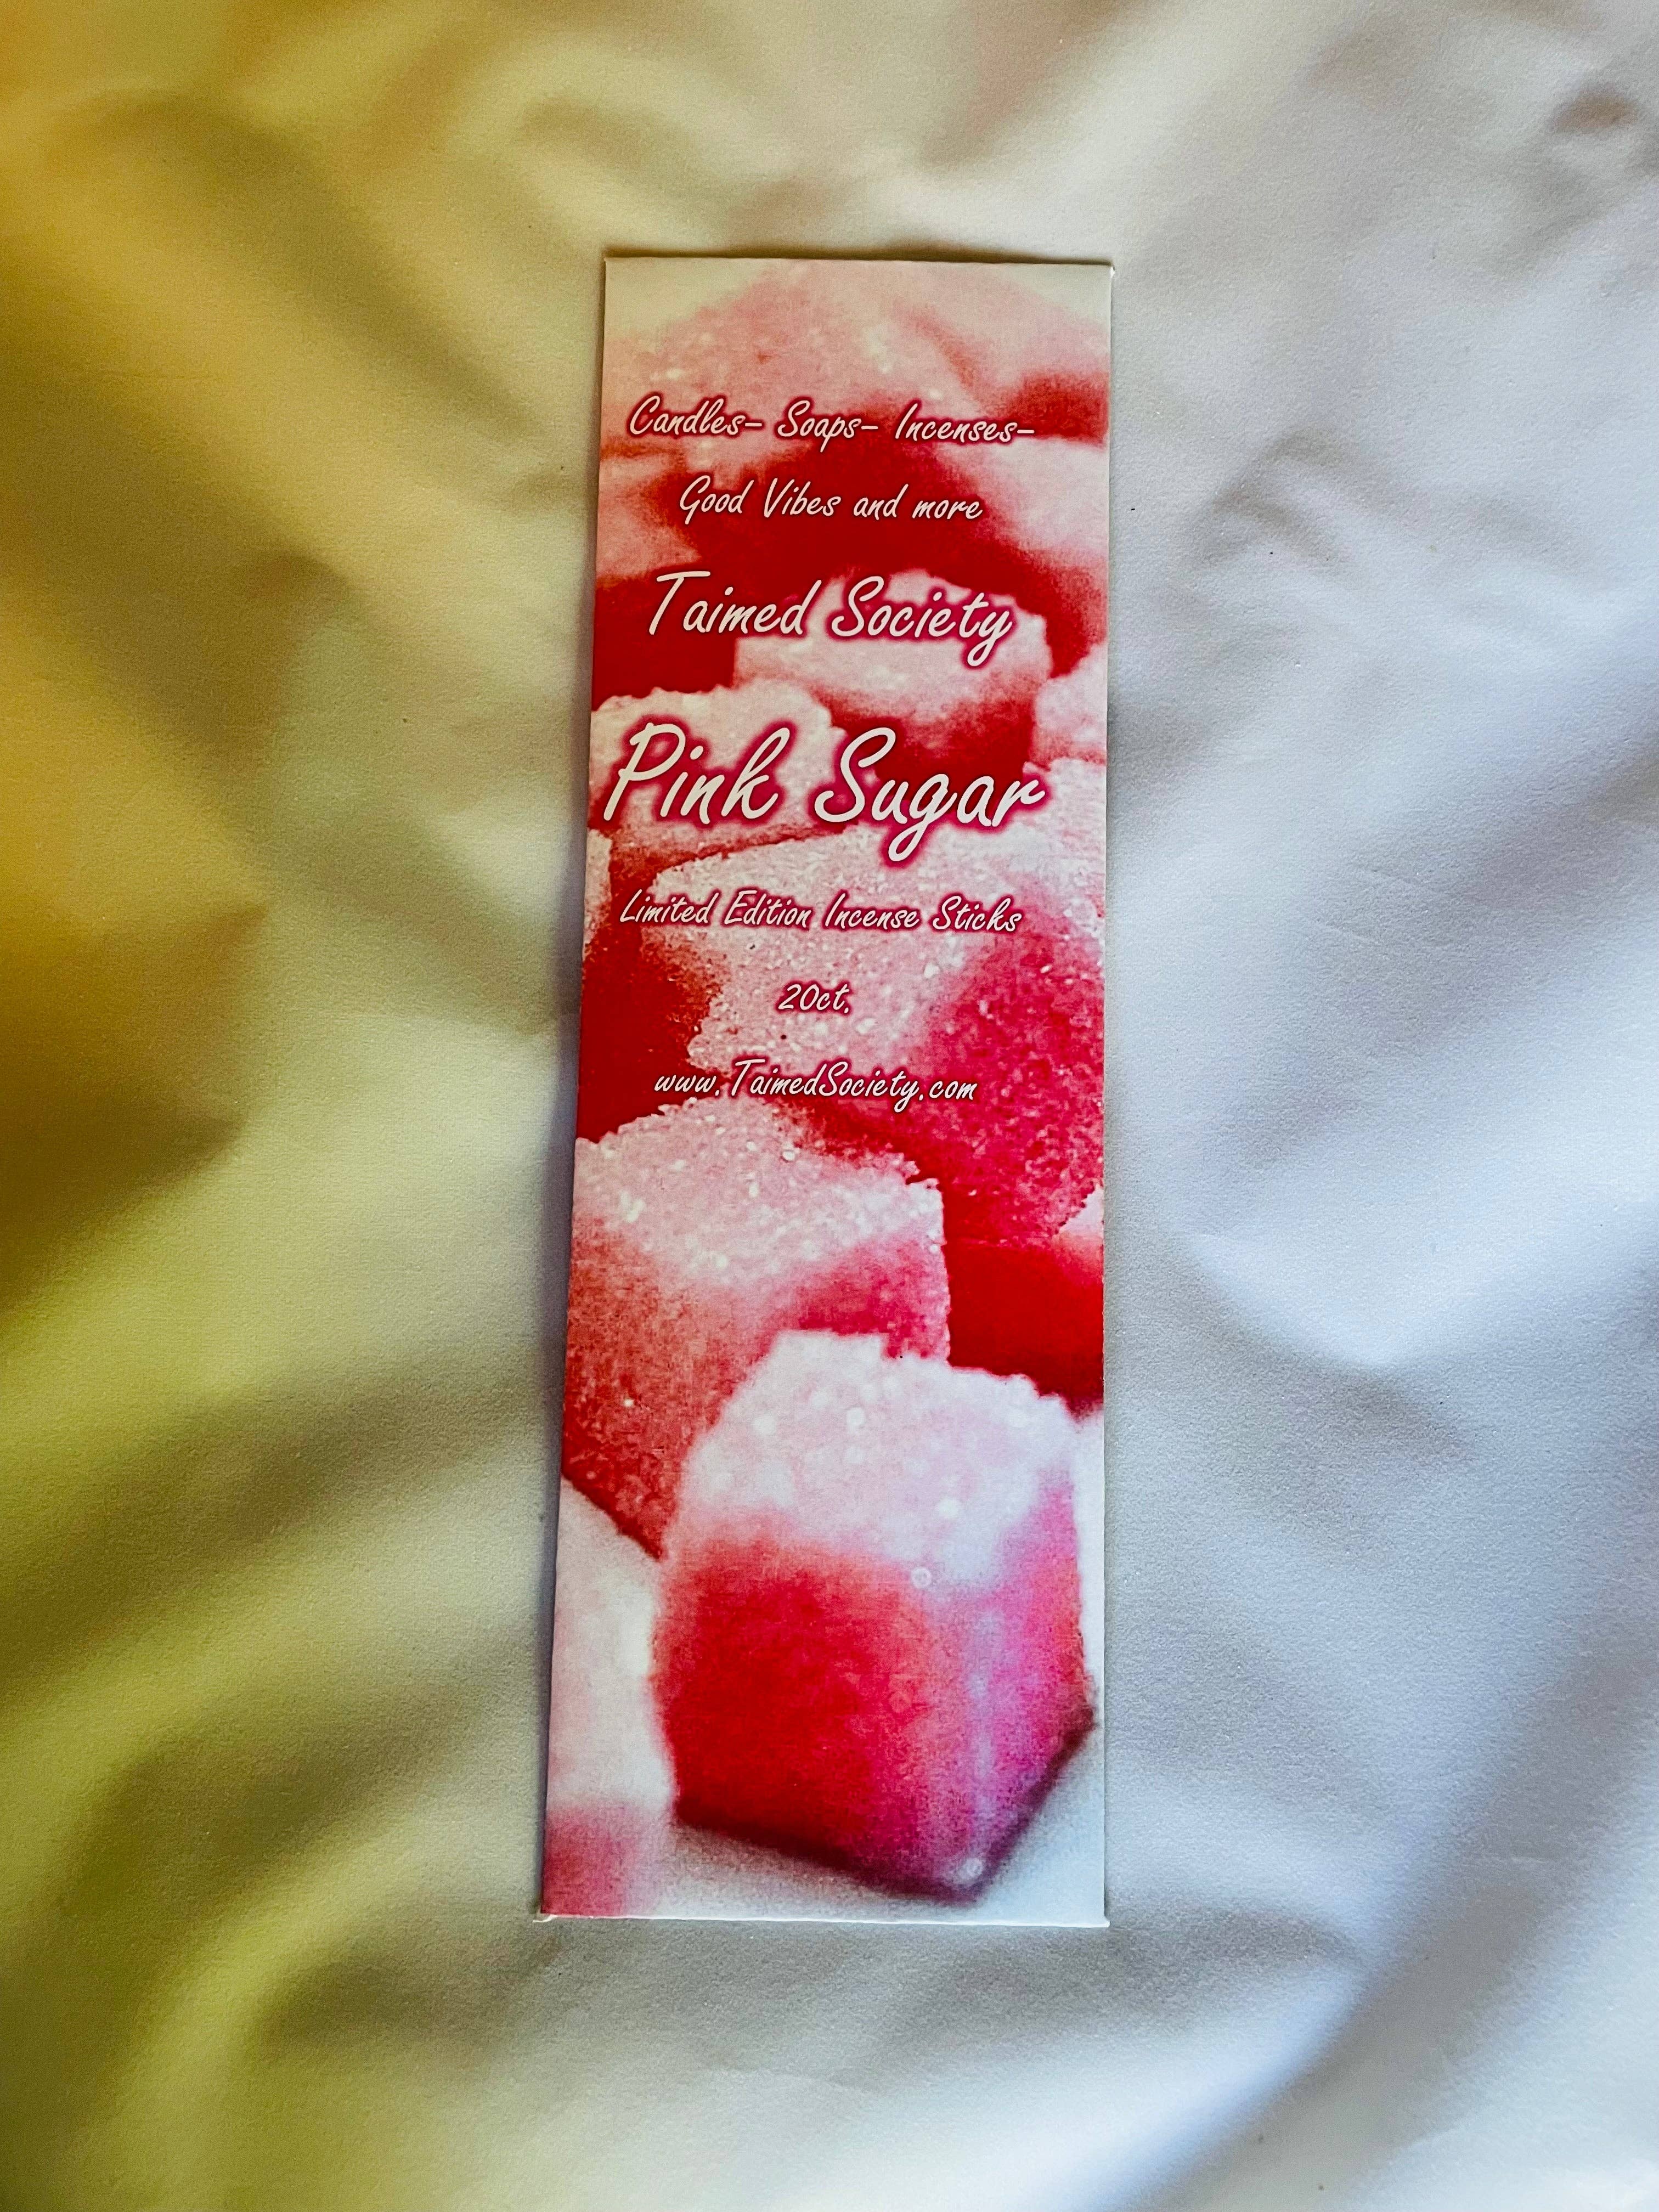 Candles- Soaps- Incenses-
Good Vibes and more
Taimed Society
Pink Sugar
Limited Edition Incense Sticks
20ct.
www.TaimedSociety.com